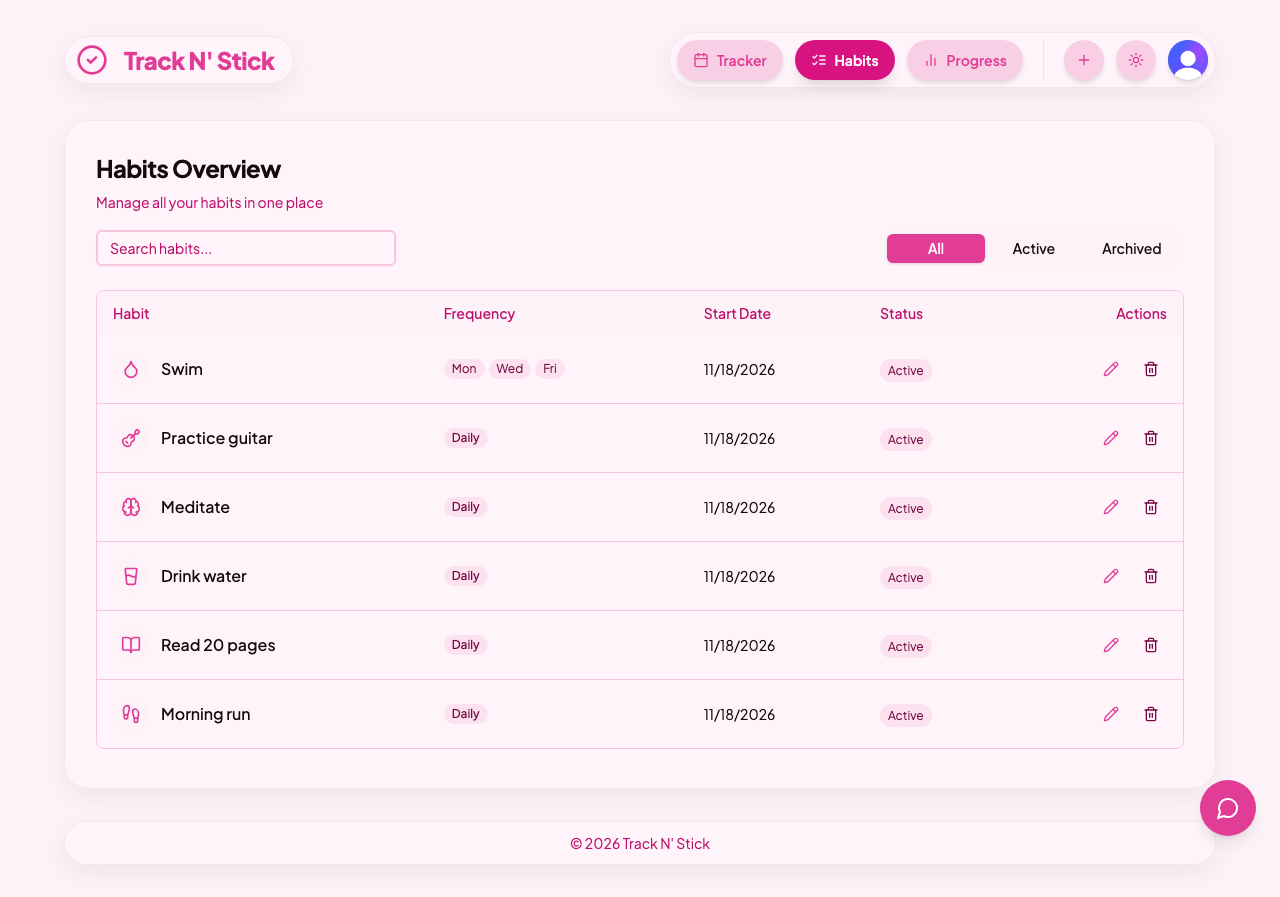 Track N' Stick
Tracker Habits Progress
Habits Overview
Manage all your habits in one place
Search habits... All Active Archived
Habit Frequency Start Date Status Actions
Swim Mon Wed Fri 11/18/2026 Active
Practice guitar Daily 11/18/2026 Active
Meditate Daily 11/18/2026 Active
Drink water Daily 11/18/2026 Active
Read 20 pages Daily 11/18/2026 Active
Morning run Daily 11/18/2026 Active
© 2026 Track N' Stick